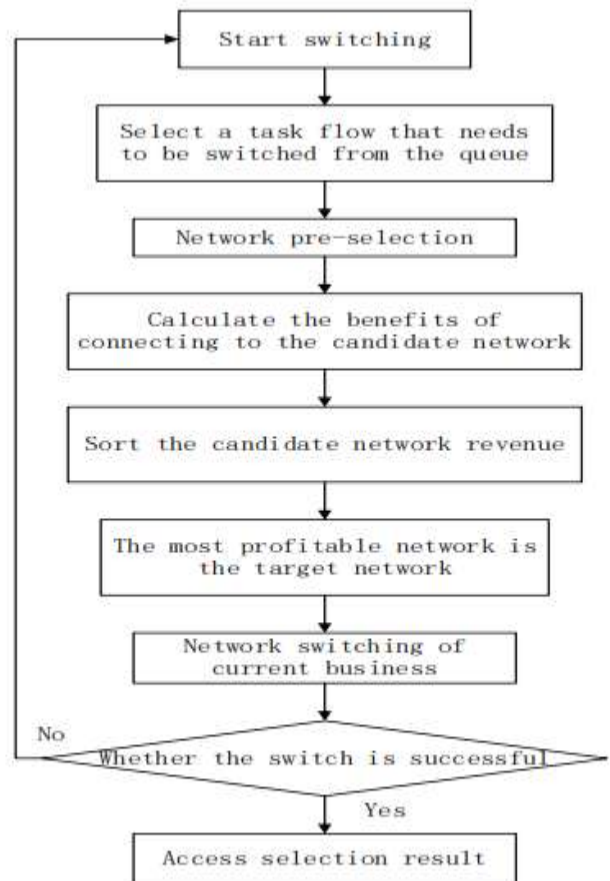 Start switching
Select a task flow that needs
to be switched from the queue
Network pre-selection
Calculate the benefits of
connecting to the candidate network
Sort the candidate network revenue
The most profitable network is
the target network
Network switching of
current business
No
Whether the switch is successful
Yes
Access selection result